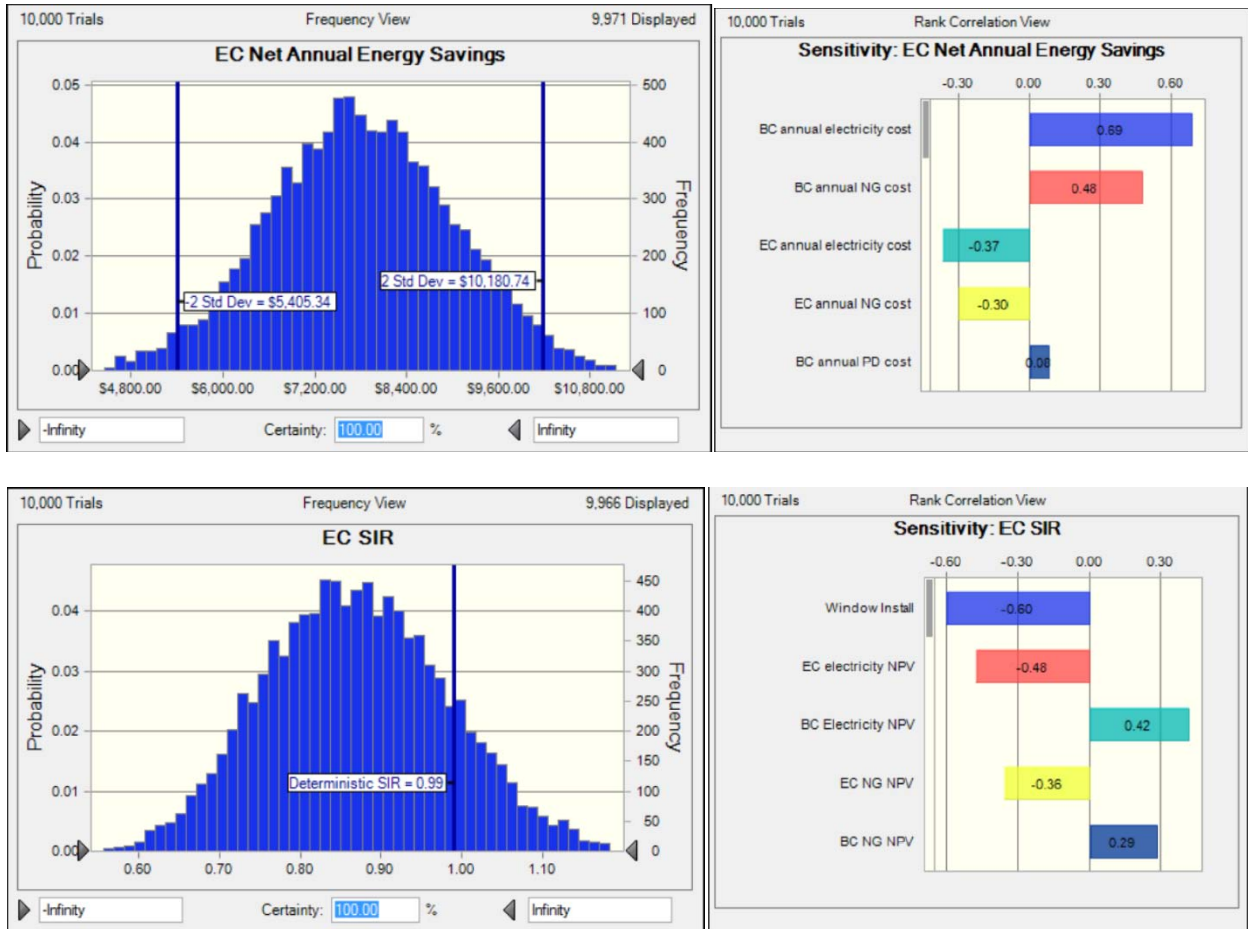 10,000 Trials Frequency View 9,971 Displayed
EC Net Annual Energy Savings
0.05 500
0.04 400
0.03 300
0.02 200
0.01 100
0.00 0
Probability
Frequency
-2 Std Dev = $5,405.34
2 Std Dev = $10,180.74
$4,800.00 $6,000.00 $7,200.00 $8,400.00 $9,600.00 $10,800.00
-Infinity Certainty: 100.00 % Infinity
10,000 Trials Rank Correlation View
Sensitivity: EC Net Annual Energy Savings
-0.30 0.00 0.30 0.60
BC annual electricity cost 0.69
BC annual NG cost 0.48
EC annual electricity cost -0.37
EC annual NG cost -0.30
BC annual PD cost 0.08
10,000 Trials Frequency View 9,966 Displayed
EC SIR
450
0.04 400
350
0.03 300
250
0.02 200
150
0.01 100
50
0.00 0
Probability
Frequency
Deterministic SIR = 0.99
0.60 0.70 0.80 0.90 1.00 1.10
-Infinity Certainty: 100.00 % Infinity
10,000 Trials Rank Correlation View
Sensitivity: EC SIR
-0.60 -0.30 0.00 0.30
Window Install -0.60
EC electricity NPV -0.48
BC Electricity NPV 0.42
EC NG NPV -0.36
BC NG NPV 0.29